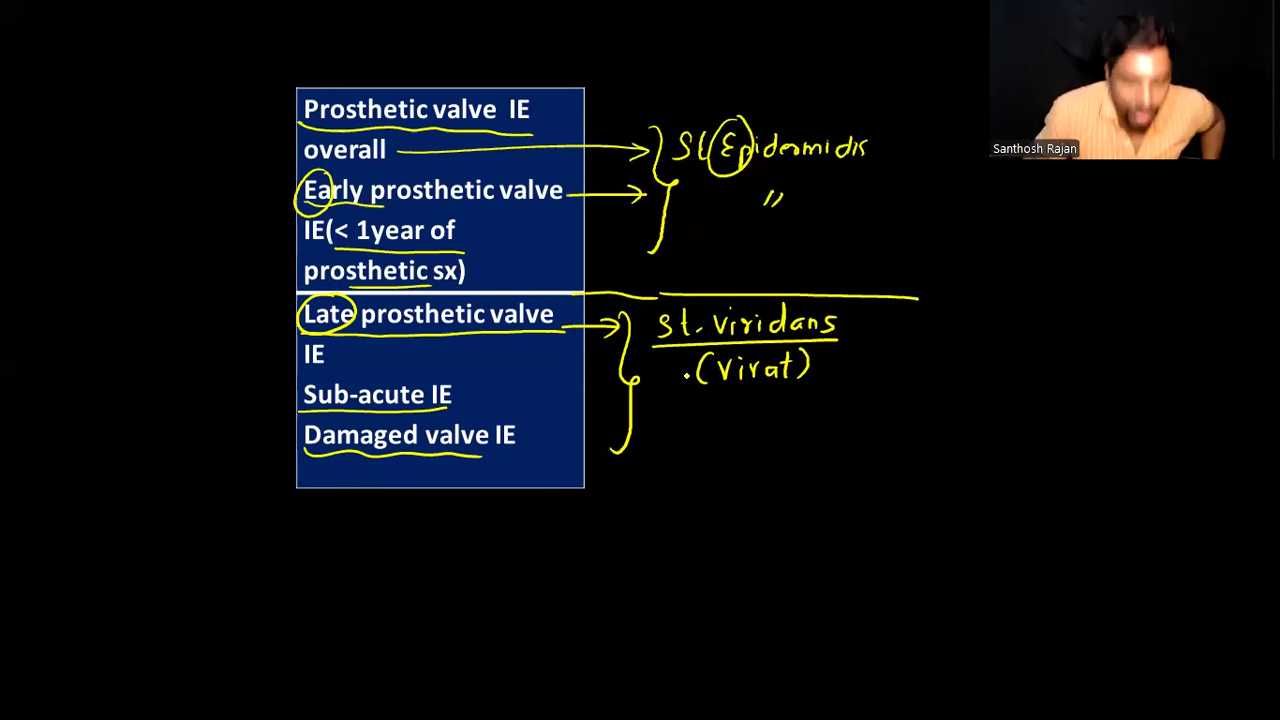 Prosthetic valve IE
overall
St Epidermidis
Early prosthetic valve
"
IE(< 1year of
prosthetic sx)
Late prosthetic valve
St. Viridans
IE
(Virat)
Sub-acute IE
Damaged valve IE
Santhosh Rajan